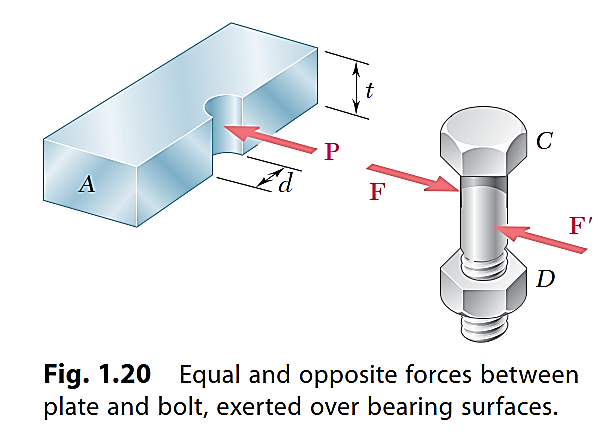 t
C
P
A
d
F
F′
D
Fig. 1.20 Equal and opposite forces between
plate and bolt, exerted over bearing surfaces.